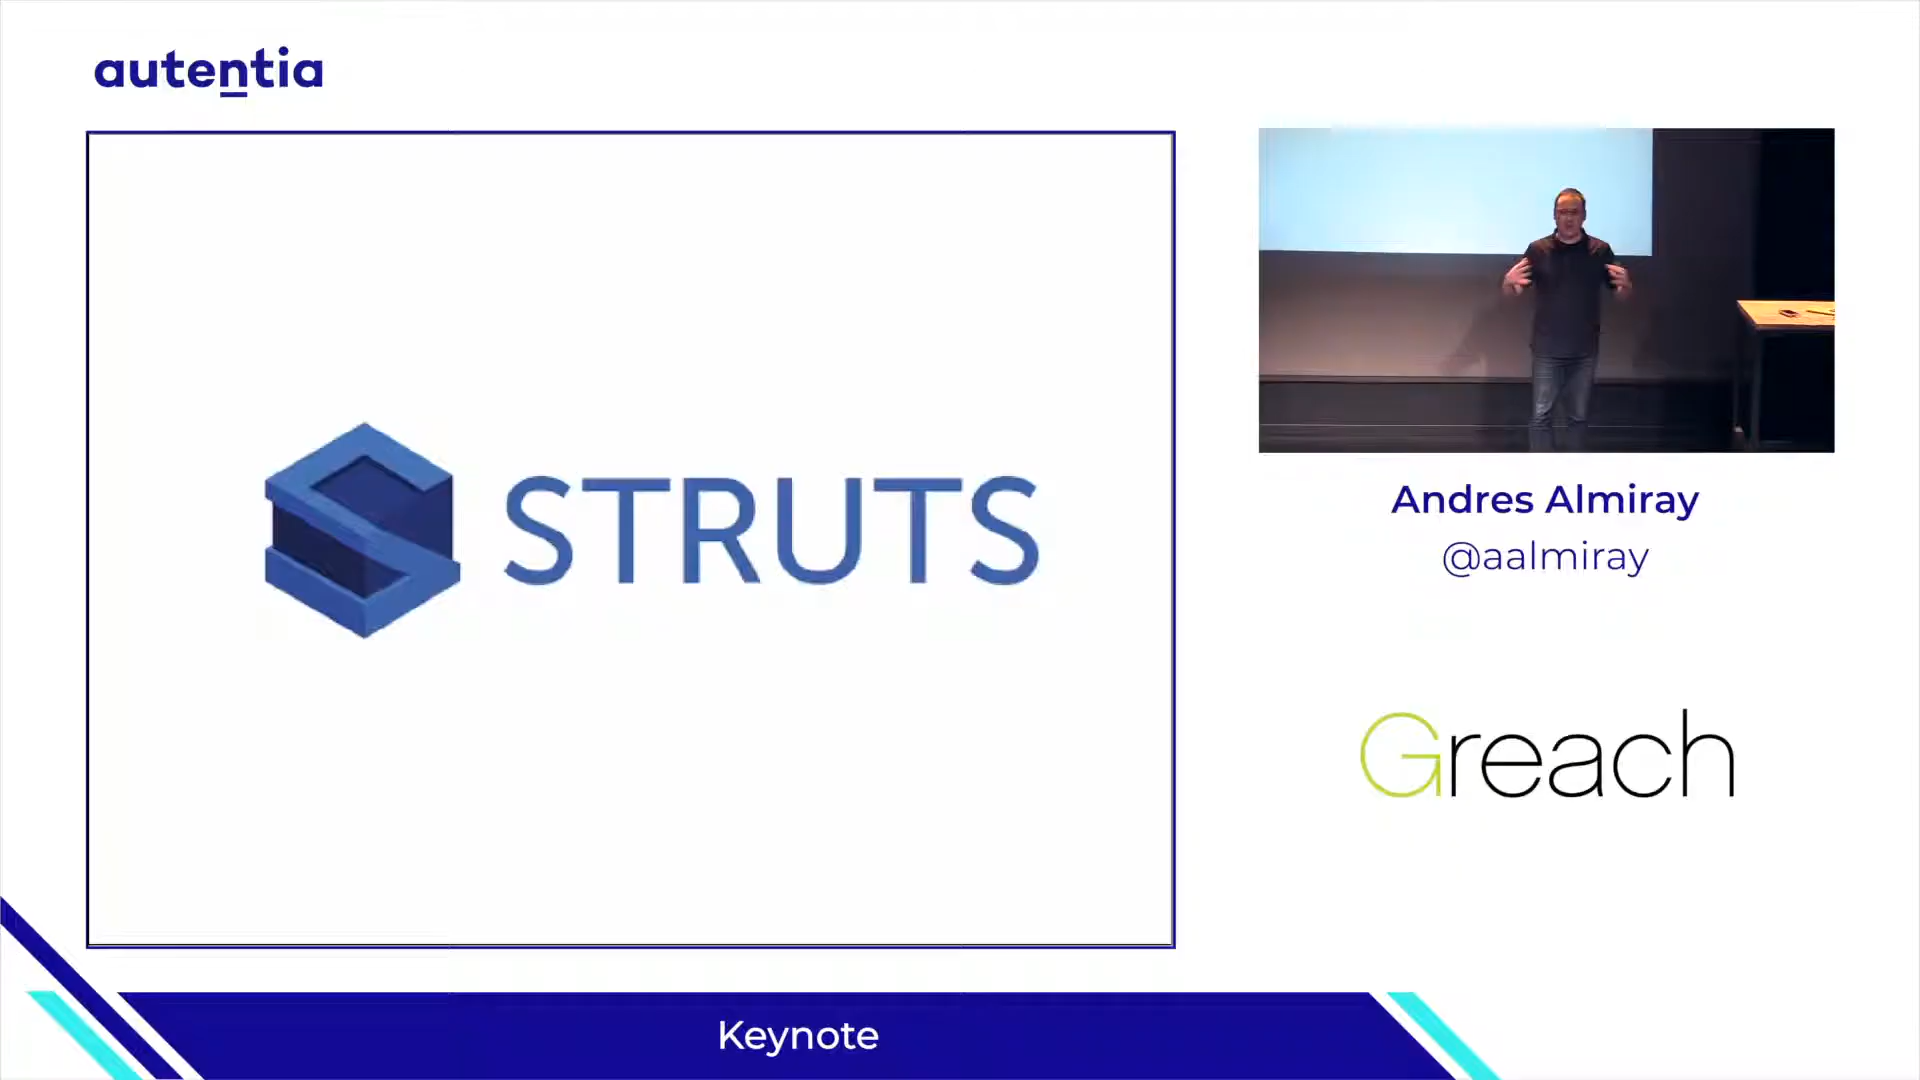 autentia
STRUTS
Andres Almiray
@aalmiray
Greach
Keynote